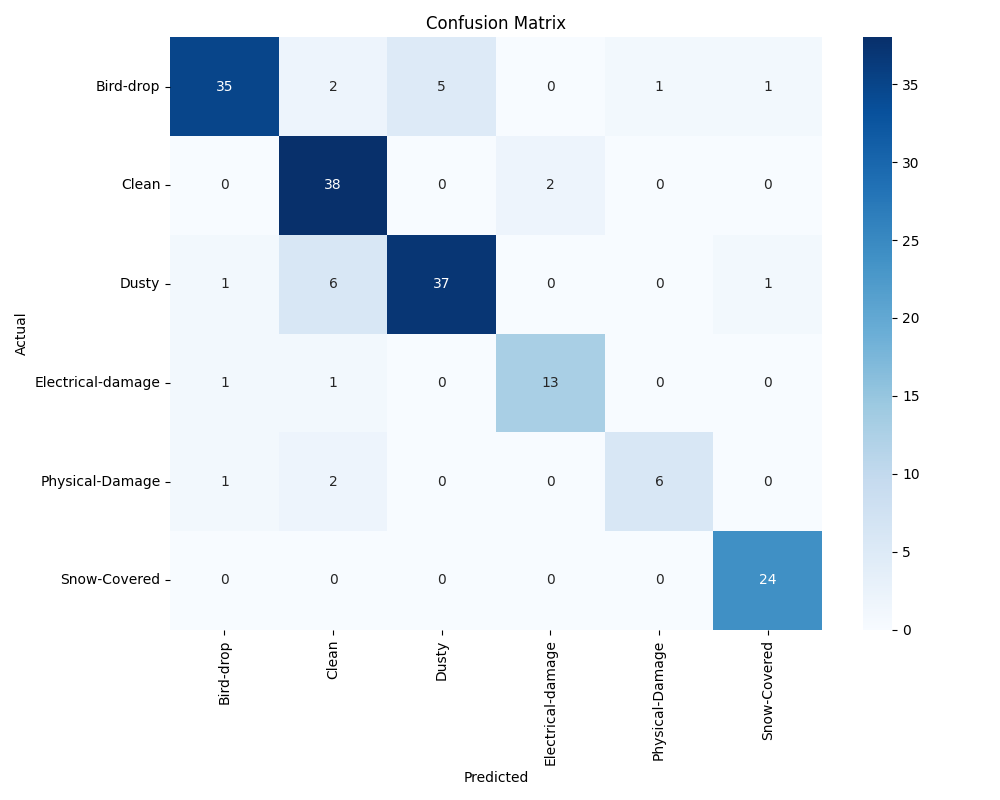 Confusion Matrix
Bird-drop 35 2 5 0 1 1
Clean 0 38 0 2 0 0
Dusty 1 6 37 0 0 1
Electrical-damage 1 1 0 13 0 0
Physical-Damage 1 2 0 0 6 0
Snow-Covered 0 0 0 0 0 24
Actual
Bird-drop Clean Dusty Electrical-damage Physical-Damage Snow-Covered
Predicted
35
30
25
20
15
10
5
0